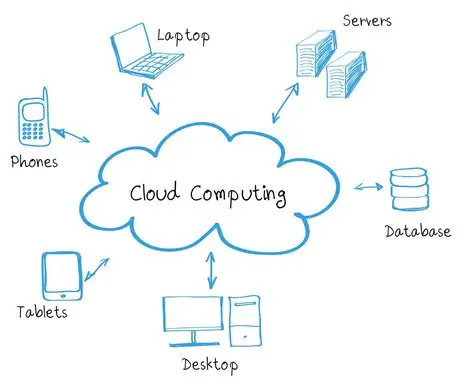 Laptop
Servers
Phones
Cloud Computing
Database
Tablets
Desktop